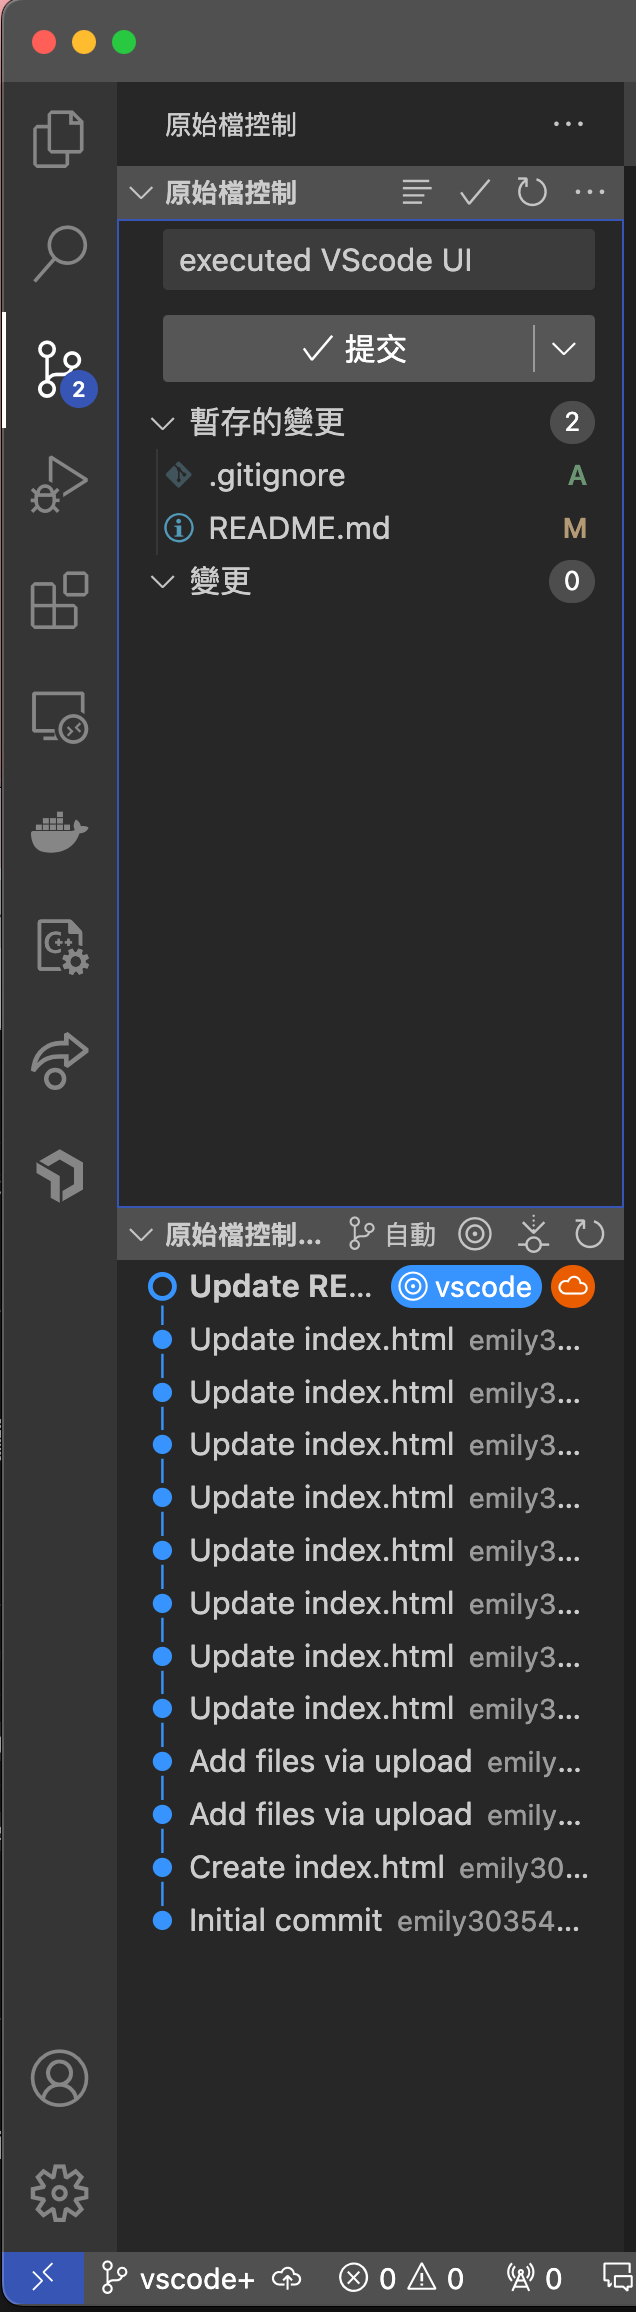 原始檔控制
原始檔控制
executed VScode UI
提交
2
暫存的變更 2
.gitignore A
README.md M
變更 0
C++
原始檔控制... 自動
Update RE... vscode
Update index.html emily3...
Update index.html emily3...
Update index.html emily3...
Update index.html emily3...
Update index.html emily3...
Update index.html emily3...
Update index.html emily3...
Update index.html emily3...
Add files via upload emily...
Add files via upload emily...
Create index.html emily30...
Initial commit emily30354...
vscode+ 0 0 0